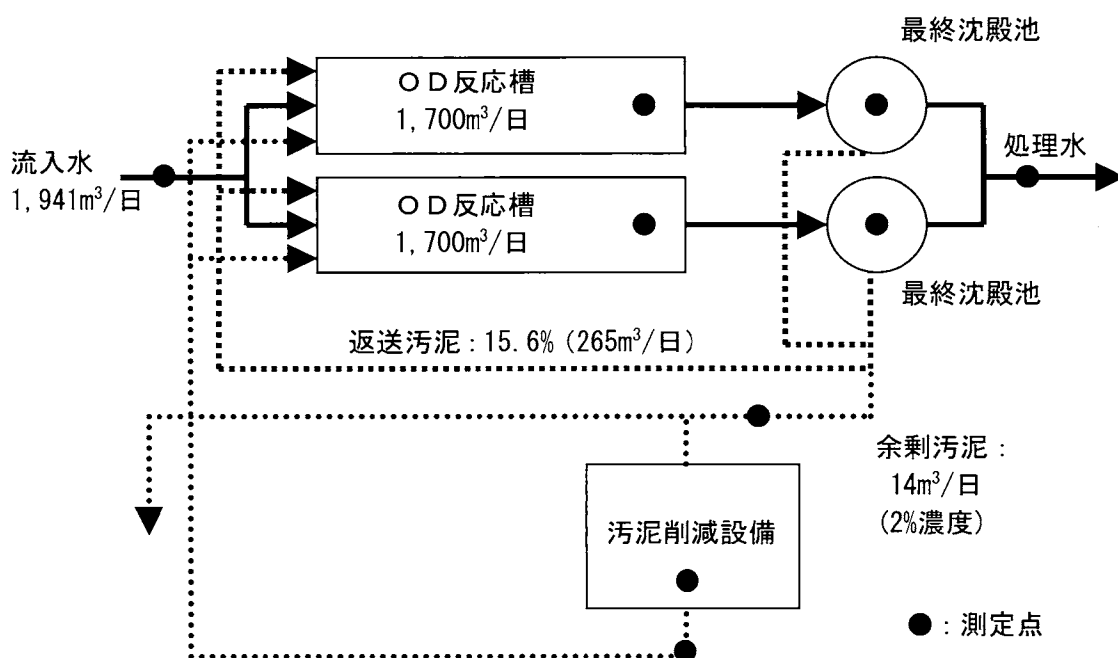 最終沈殿池
OD反応槽
1,700m³/日
流入水
1,941m³/日
処理水
OD反応槽
1,700m³/日
最終沈殿池
返送汚泥:15.6%(265m³/日)
余剰汚泥:
14m³/日
(2%濃度)
汚泥削減設備
●:測定点